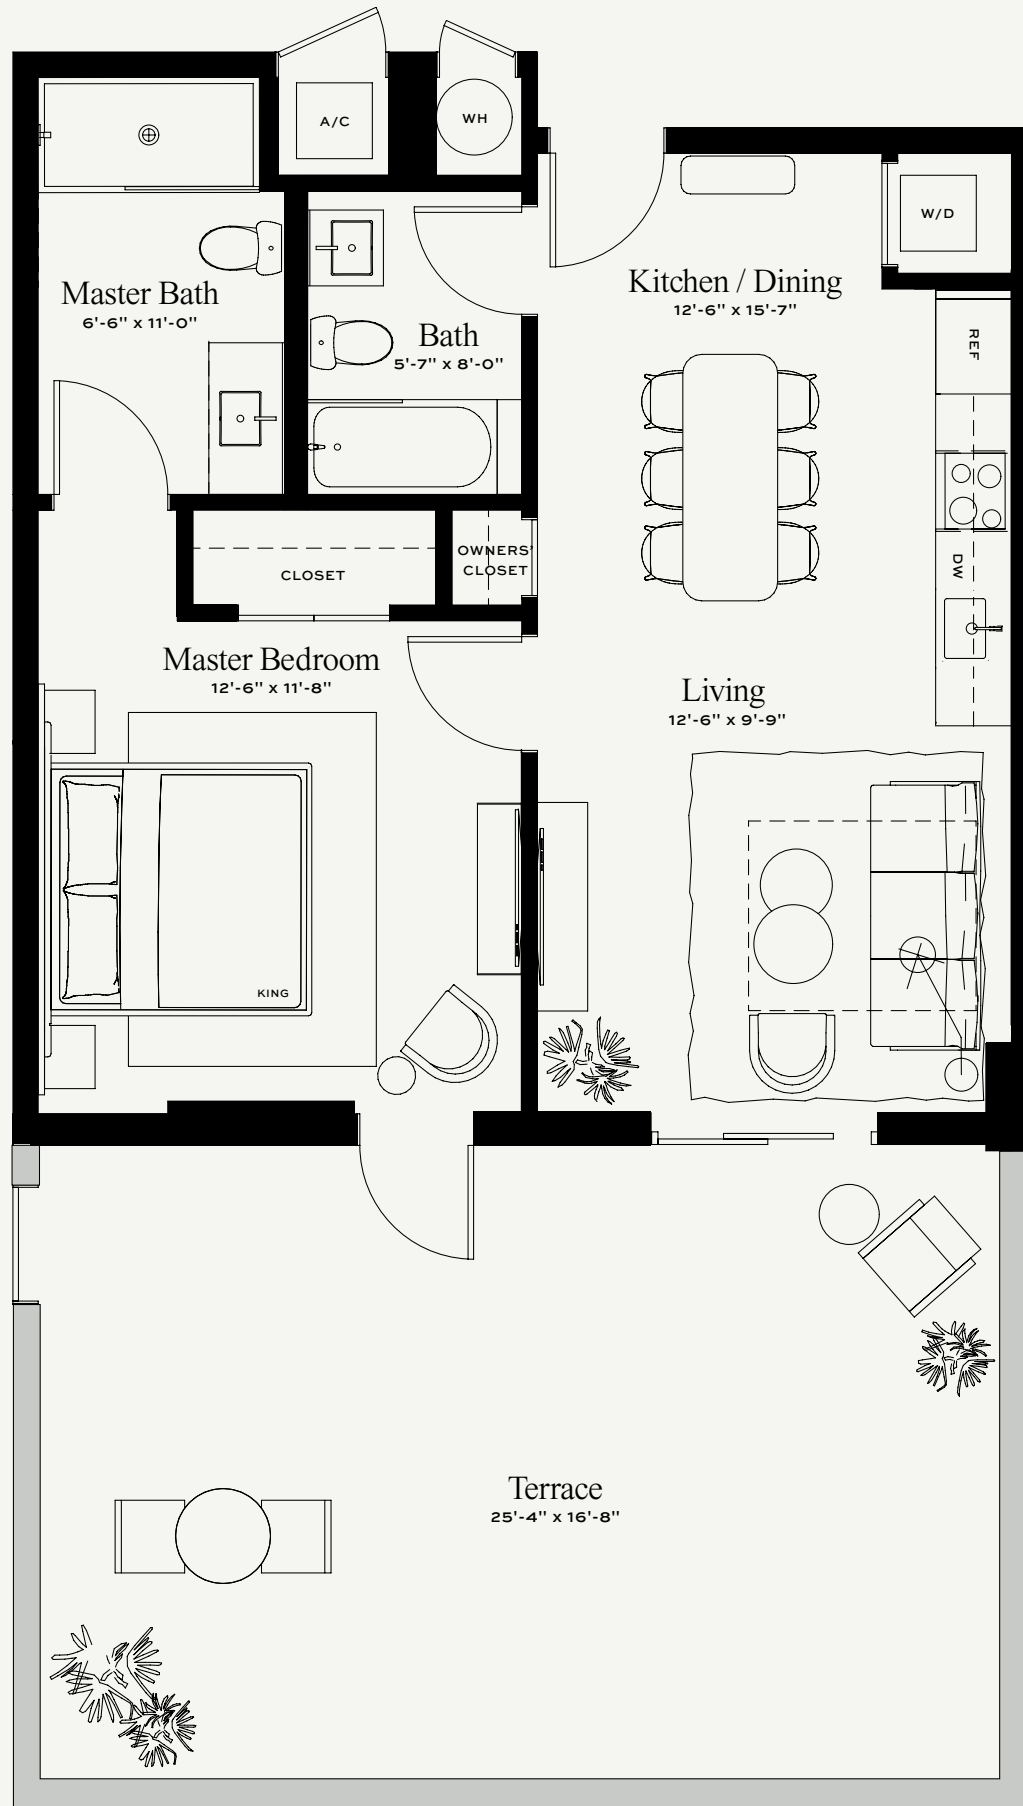 A/C
WH
W/D
Kitchen / Dining
12'-6" x 15'-7"
Master Bath
6'-6" x 11'-0"
Bath
5'-7" x 8'-0"
REF
OWNERS'
CLOSET
CLOSET
DW
Master Bedroom
12'-6" x 11'-8"
Living
12'-6" x 9'-9"
KING
Terrace
25'-4" x 16'-8"